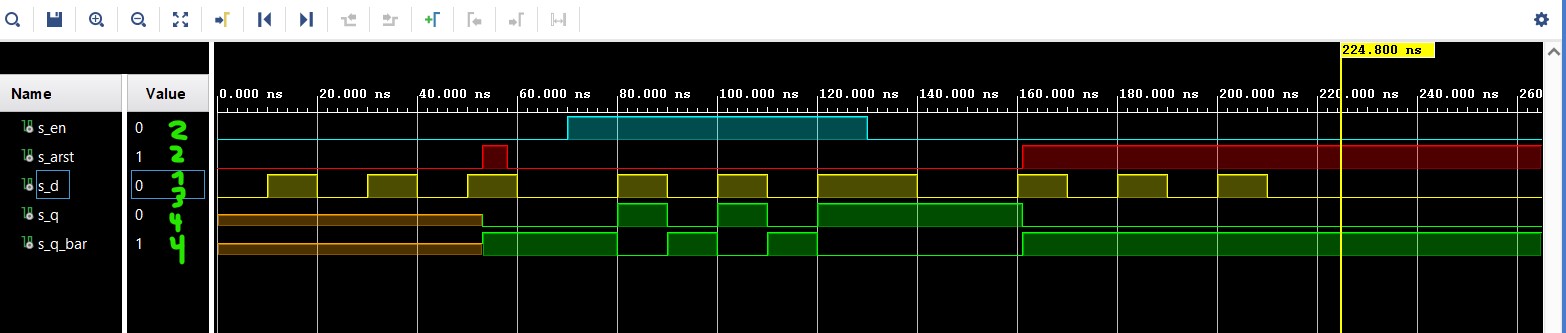 224.800 ns
Name Value
0.000 ns 20.000 ns 40.000 ns 60.000 ns 80.000 ns 100.000 ns 120.000 ns 140.000 ns 160.000 ns 180.000 ns 200.000 ns 220.000 ns 240.000 ns 260
s_en 0 2
s_arst 1 2
s_d 0 1
3
s_q 0 4
s_q_bar 1 4